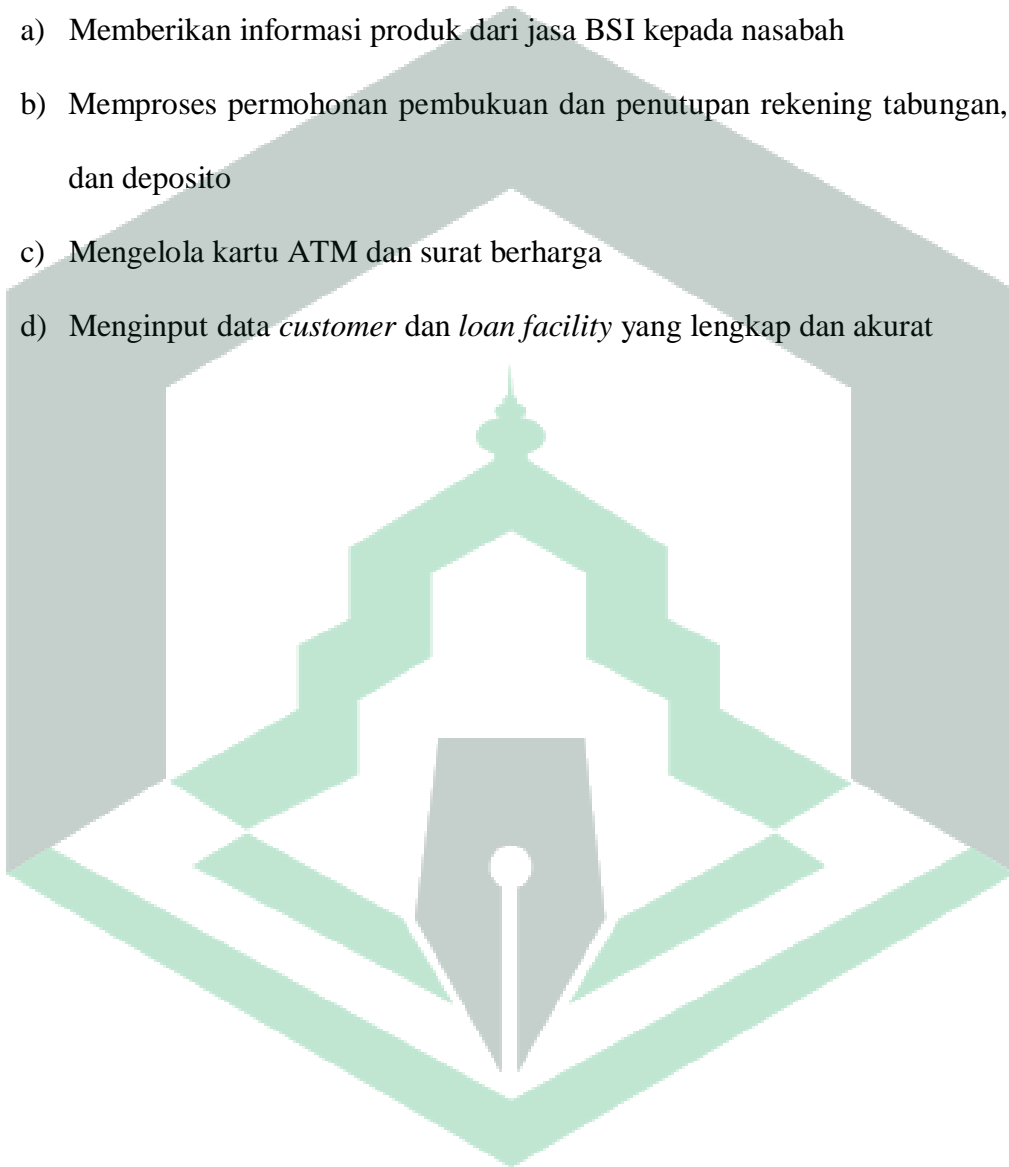 a) Memberikan informasi produk dari jasa BSI kepada nasabah
b) Memproses permohonan pembukuan dan penutupan rekening tabungan,
dan deposito
c) Mengelola kartu ATM dan surat berharga
d) Menginput data customer dan loan facility yang lengkap dan akurat